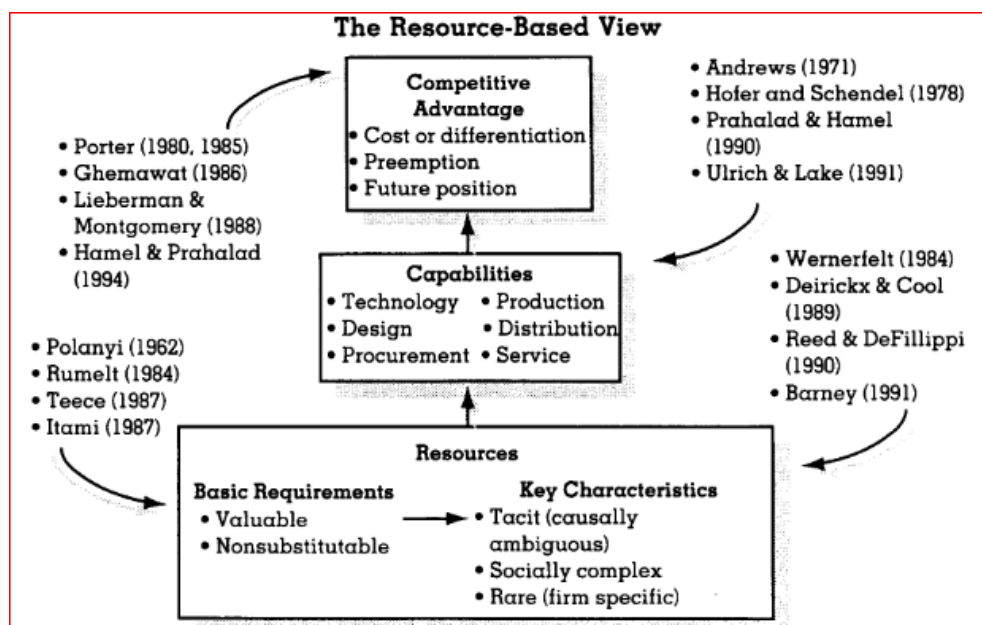 The Resource-Based View
Competitive
Advantage
• Cost or differentiation
• Preemption
• Future position
• Porter (1980, 1985)
• Ghemawat (1986)
• Lieberman &
Montgomery (1988)
• Hamel & Prahalad
(1994)
• Andrews (1971)
• Hofer and Schendel (1978)
• Prahalad & Hamel
(1990)
• Ulrich & Lake (1991)
Capabilities
• Technology
• Design
• Procurement
• Production
• Distribution
• Service
• Wernerfelt (1984)
• Deirickx & Cool
(1989)
• Reed & DeFillippi
(1990)
• Barney (1991)
• Polanyi (1962)
• Rumelt (1984)
• Teece (1987)
• Itami (1987)
Resources
Basic Requirements
• Valuable
• Nonsubstitutable
Key Characteristics
• Tacit (causally
ambiguous)
• Socially complex
• Rare (firm specific)